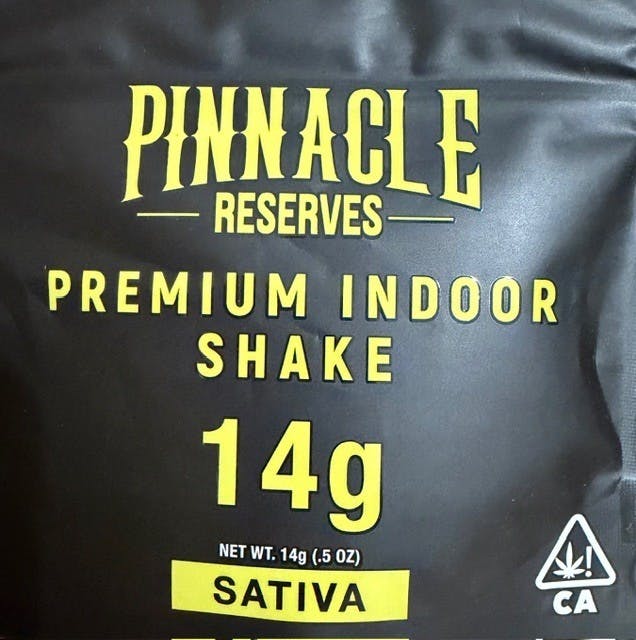 PINNACLE
RESERVES
PREMIUM INDOOR
SHAKE
14g
NET WT. 14g (.5 OZ)
SATIVA
!
CA